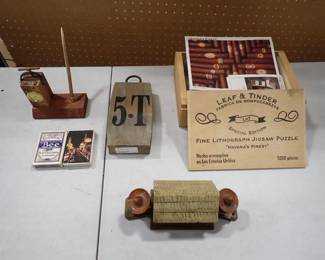 5·T
LEAF & TINDER
FABRICA DE ROMPECABEZAS
SPECIAL EDITION
FINE LITHOGRAPH JIGSAW PUZZLE
"HAVANA'S FINEST"
Hecho a maquina
en Los Estados Unidos
1000 pieces
Bee